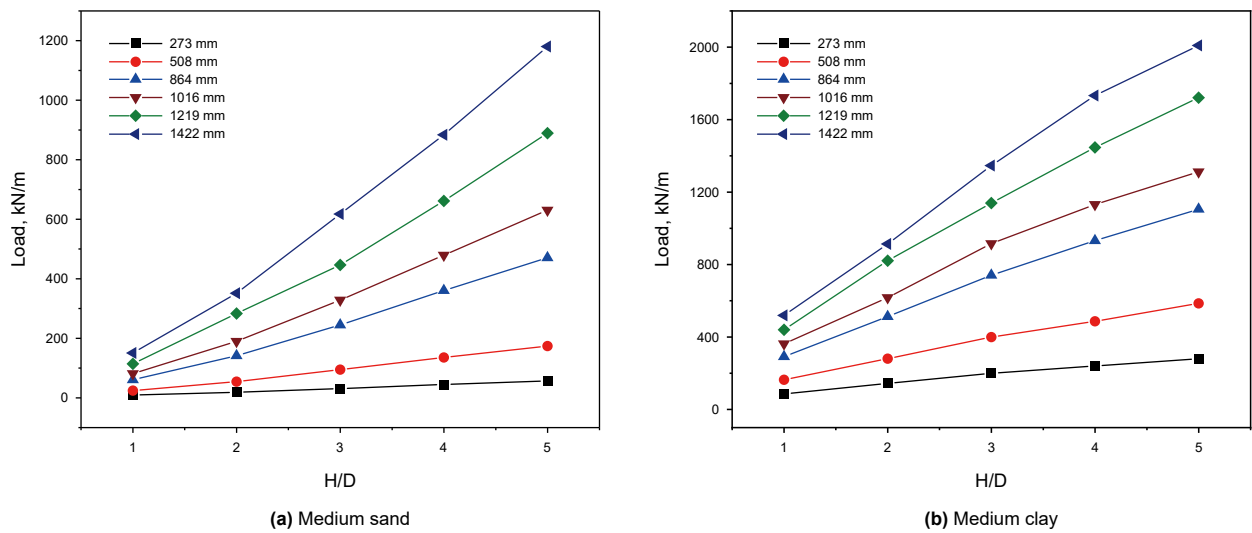 1200
1000
800
600
400
200
0
Load, kN/m
273 mm
508 mm
864 mm
1016 mm
1219 mm
1422 mm
1 2 3 4 5
H/D
(a) Medium sand
2000
1600
1200
800
400
0
Load, kN/m
273 mm
508 mm
864 mm
1016 mm
1219 mm
1422 mm
1 2 3 4 5
H/D
(b) Medium clay